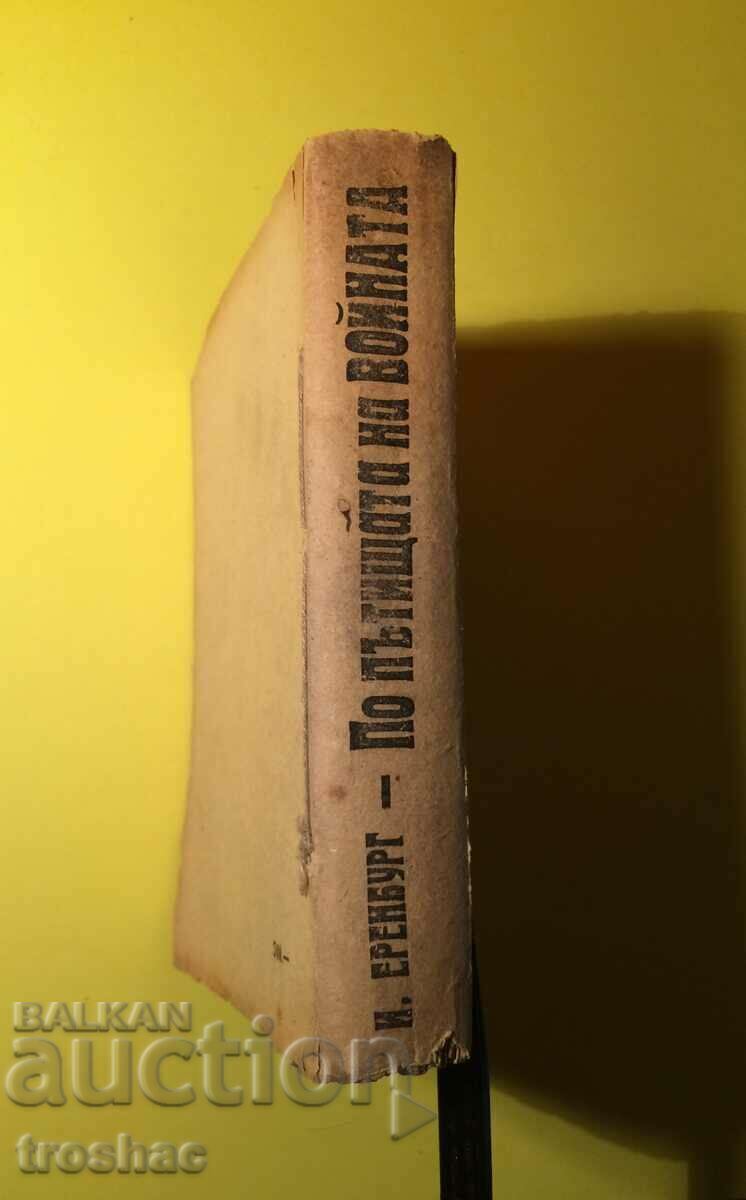 И. ЕРЕНБУРГ — По пътищата на ВОЙНАТА
BALKAN
auction
troshac